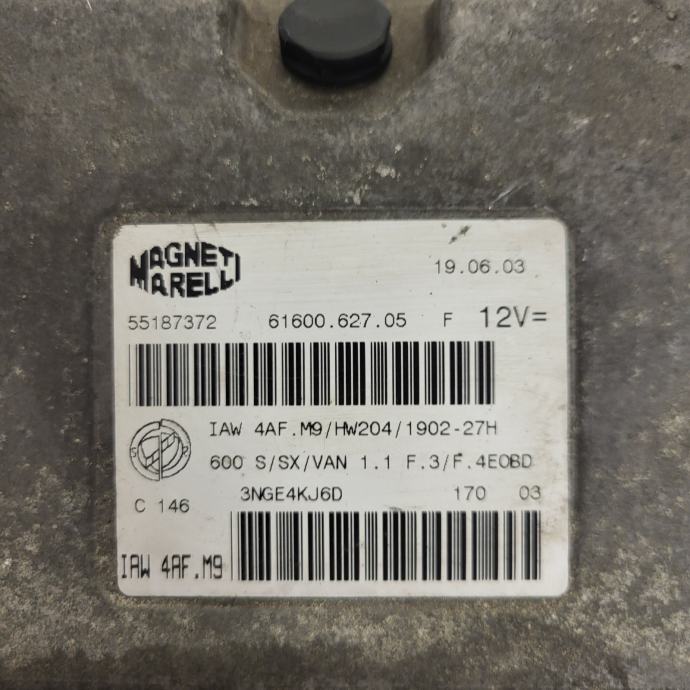 MAGNETI
MARELLI
19.06.03
55187372 61600.627.05 F 12V=
IAW 4AF.M9/HW204/1902-27H
600 S/SX/VAN 1.1 F.3/F.4EOBD
3NGE4KJ6D 170 03
C 146
IAW 4AF.M9